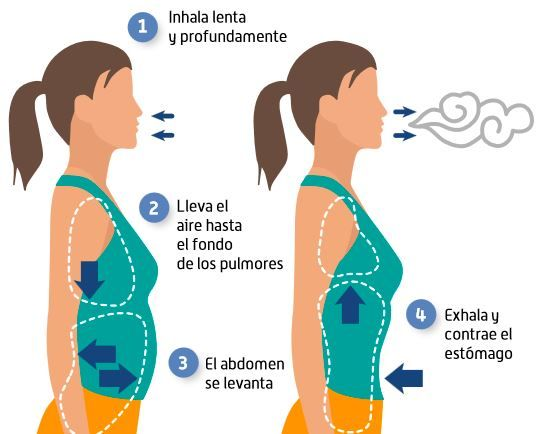 1
Inhala lenta
y profundamente
2
Lleva el
aire hasta
el fondo
de los pulmores
3
El abdomen
se levanta
4
Exhala y
contrae el
estómago